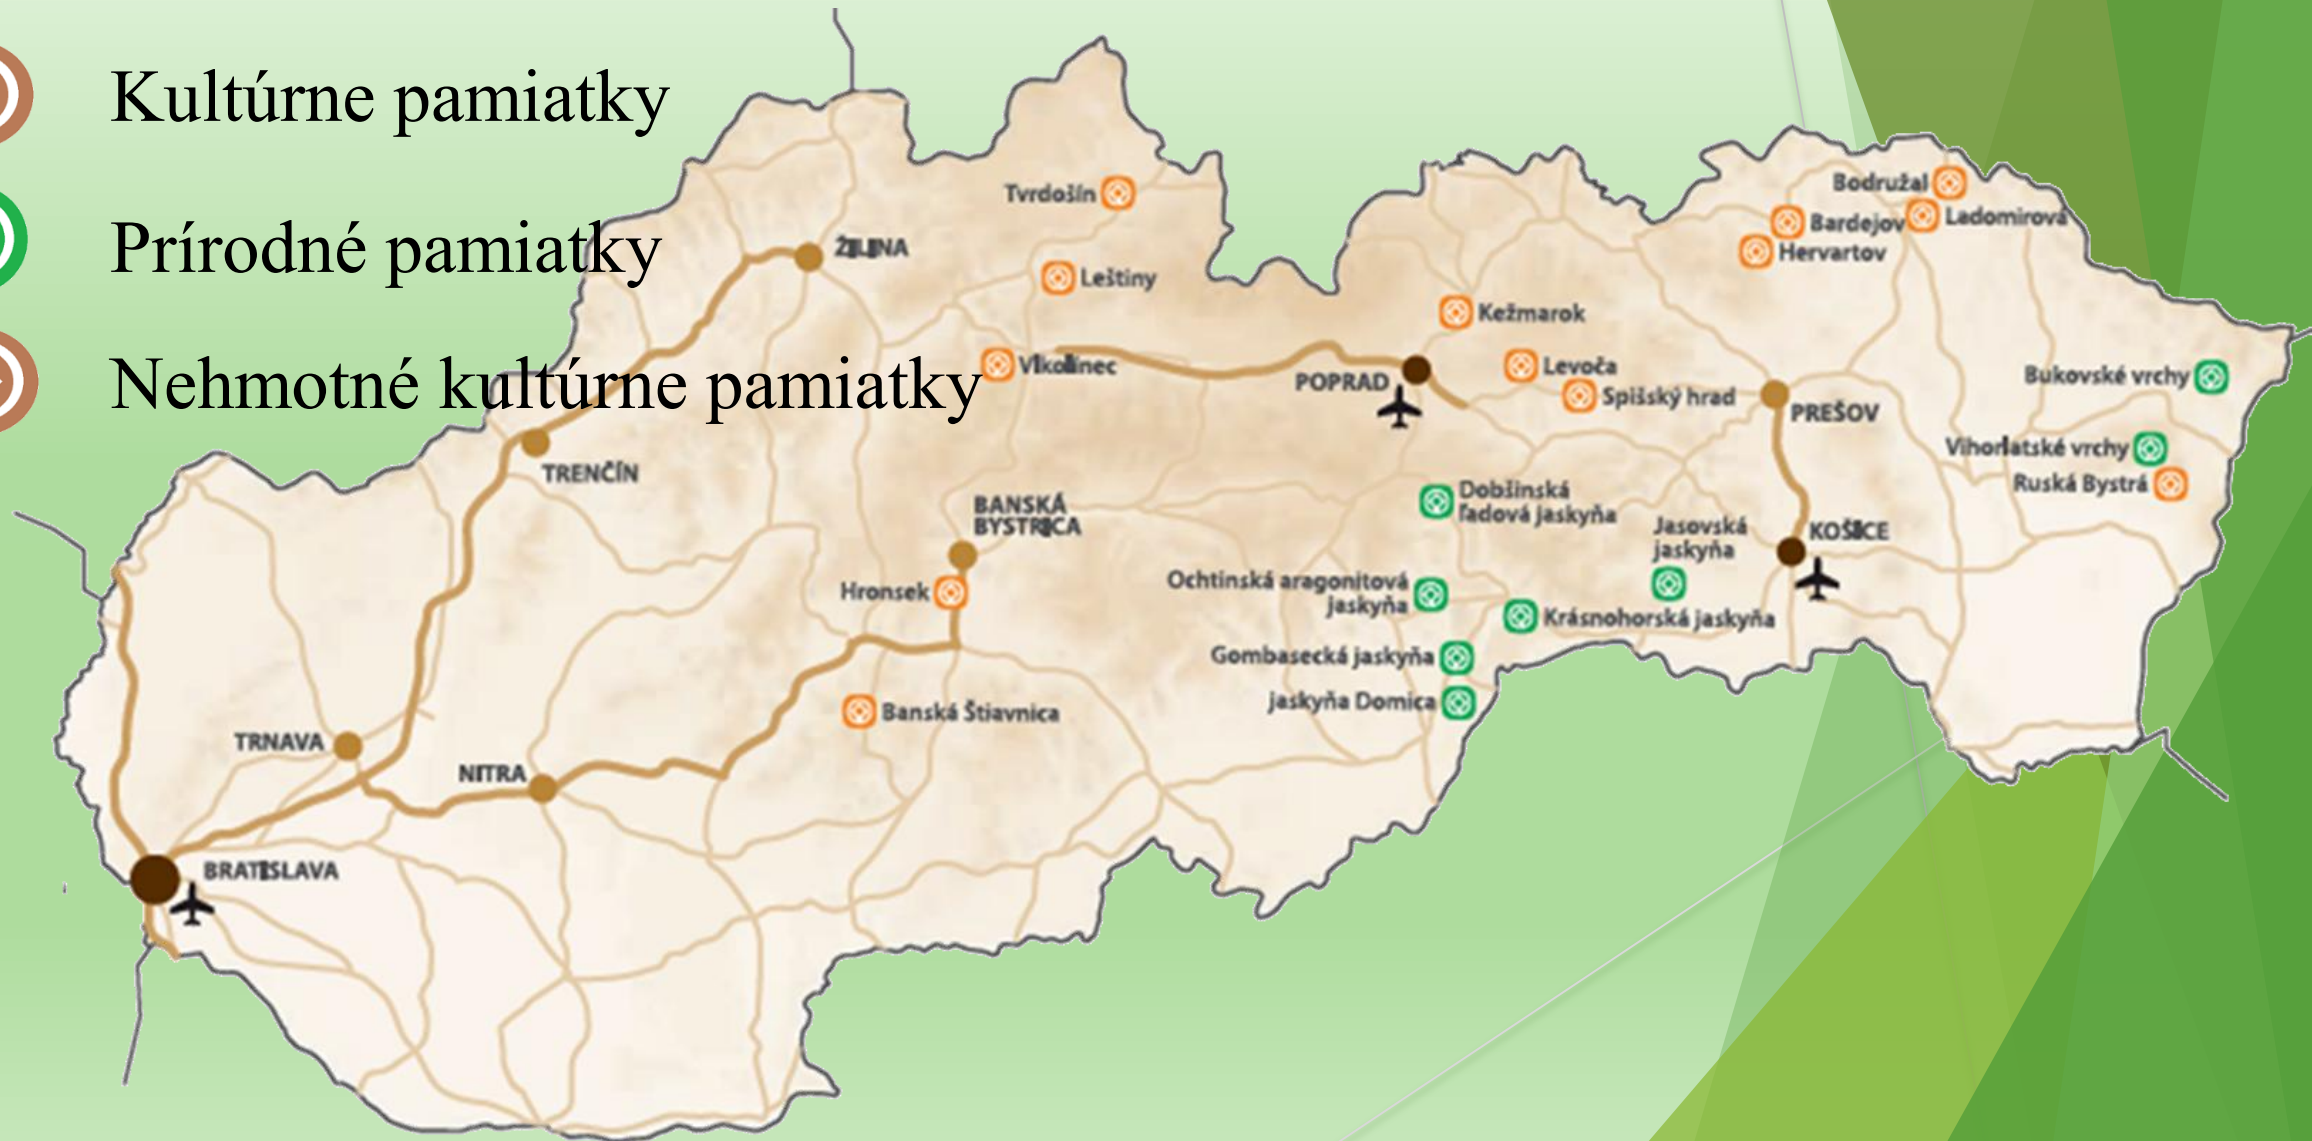 Kultúrne pamiatky
Prírodné pamiatky
Nehmotné kultúrne pamiatky
Tvrdošín
Bodružal
Bardejov
Ladomirová
Hervartov
ŽILINA
Leštiny
Kežmarok
Vlkolínec
POPRAD
Levoča
Spišský hrad
PREŠOV
Bukovské vrchy
Vihorlatské vrchy
Ruská Bystrá
TRENČÍN
BANSKÁ
BYSTRICA
Dobšinská
ľadová jaskyňa
Jasovská
jaskyňa
KOŠICE
Hronsek
Ochtinská aragonitová
jaskyňa
Krásnohorská jaskyňa
Gombasecká jaskyňa
jaskyňa Domica
Banská Štiavnica
TRNAVA
NITRA
BRATISLAVA